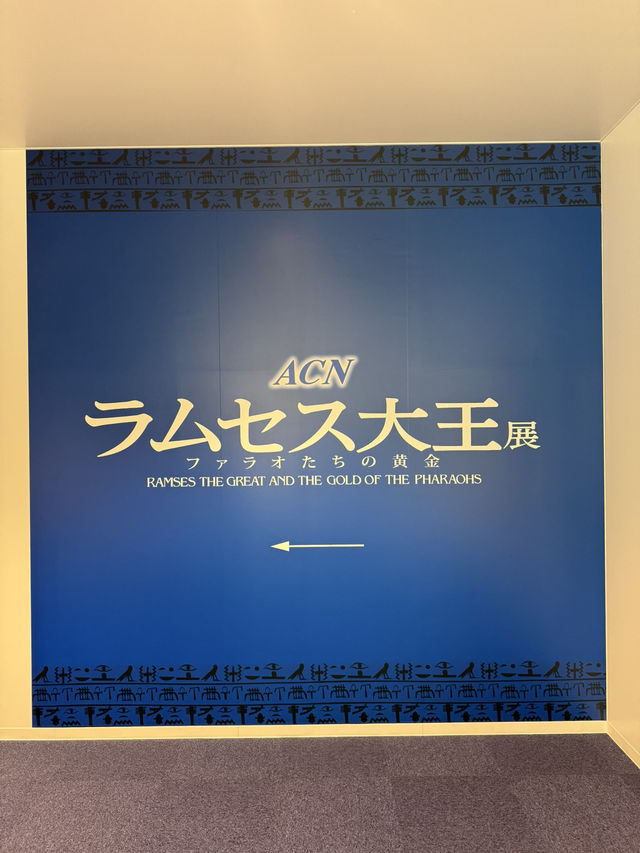 ACN
ラムセス大王展
ファラオたちの黄金
RAMSES THE GREAT AND THE GOLD OF THE PHARAOHS